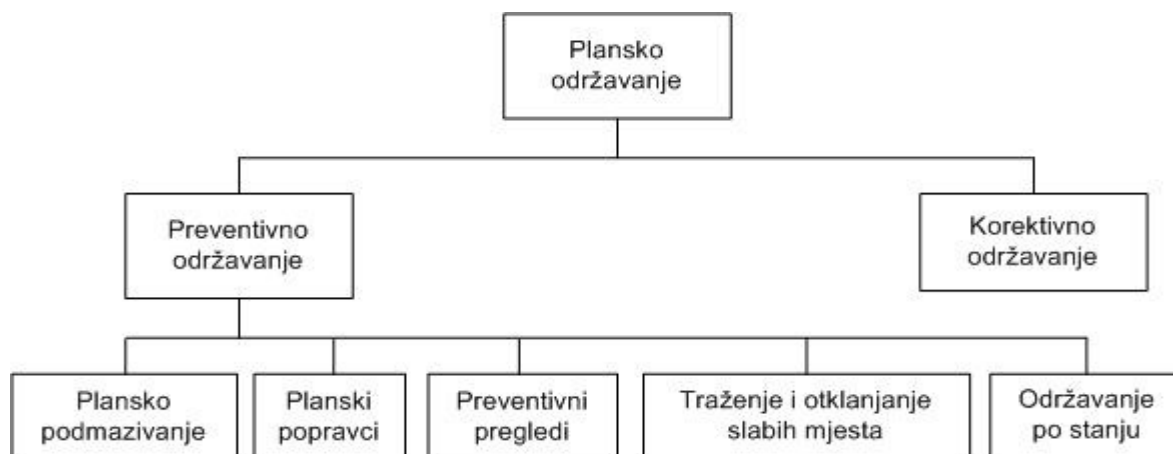 Plansko
održavanje
Preventivno
održavanje
Korektivno
održavanje
Plansko
podmazivanje
Planski
popravci
Preventivni
pregledi
Traženje i otklanjanje
slabih mjesta
Održavanje
po stanju